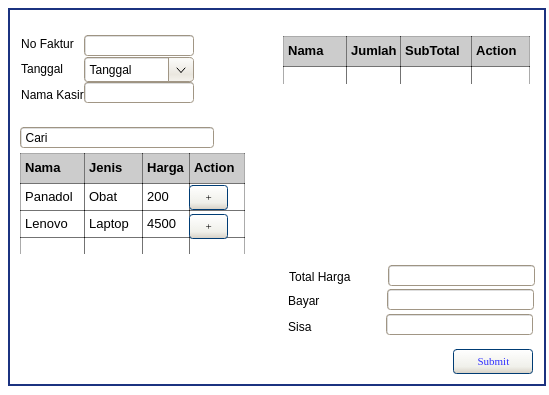 No Faktur
Tanggal Tanggal
Nama Kasir
Cari
Nama Jenis Harga Action
Panadol Obat 200 +
Lenovo Laptop 4500 +
Nama Jumlah SubTotal Action
Total Harga
Bayar
Sisa
Submit